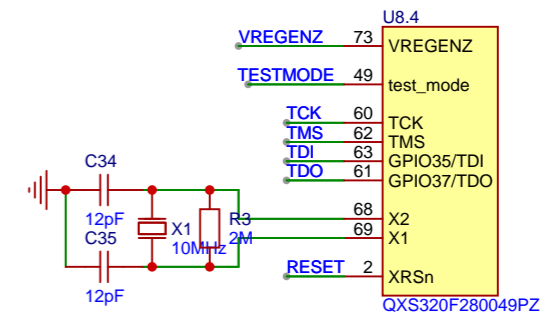 U8.4
VREGENZ 73 VREGENZ
TESTMODE 49 test_mode
TCK 60 TCK
TMS 62 TMS
TDI 63 GPIO35/TDI
TDO 61 GPIO37/TDO
C34
12pF
68 X2
X1 R3
69 X1
C35
10MHz 2M
RESET 2 XRSn
12pF
QXS320F280049PZ